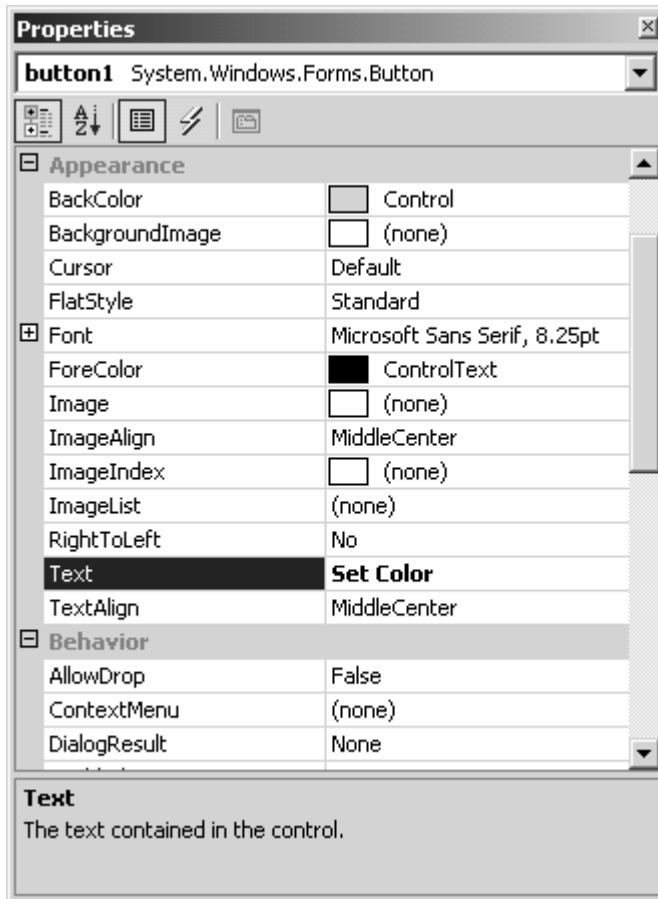 Properties
button1 System.Windows.Forms.Button
Appearance
BackColor Control
BackgroundImage (none)
Cursor Default
FlatStyle Standard
Font Microsoft Sans Serif, 8.25pt
ForeColor ControlText
Image (none)
ImageAlign MiddleCenter
ImageIndex (none)
ImageList (none)
RightToLeft No
Text Set Color
TextAlign MiddleCenter
Behavior
AllowDrop False
ContextMenu (none)
DialogResult None
Text
The text contained in the control.